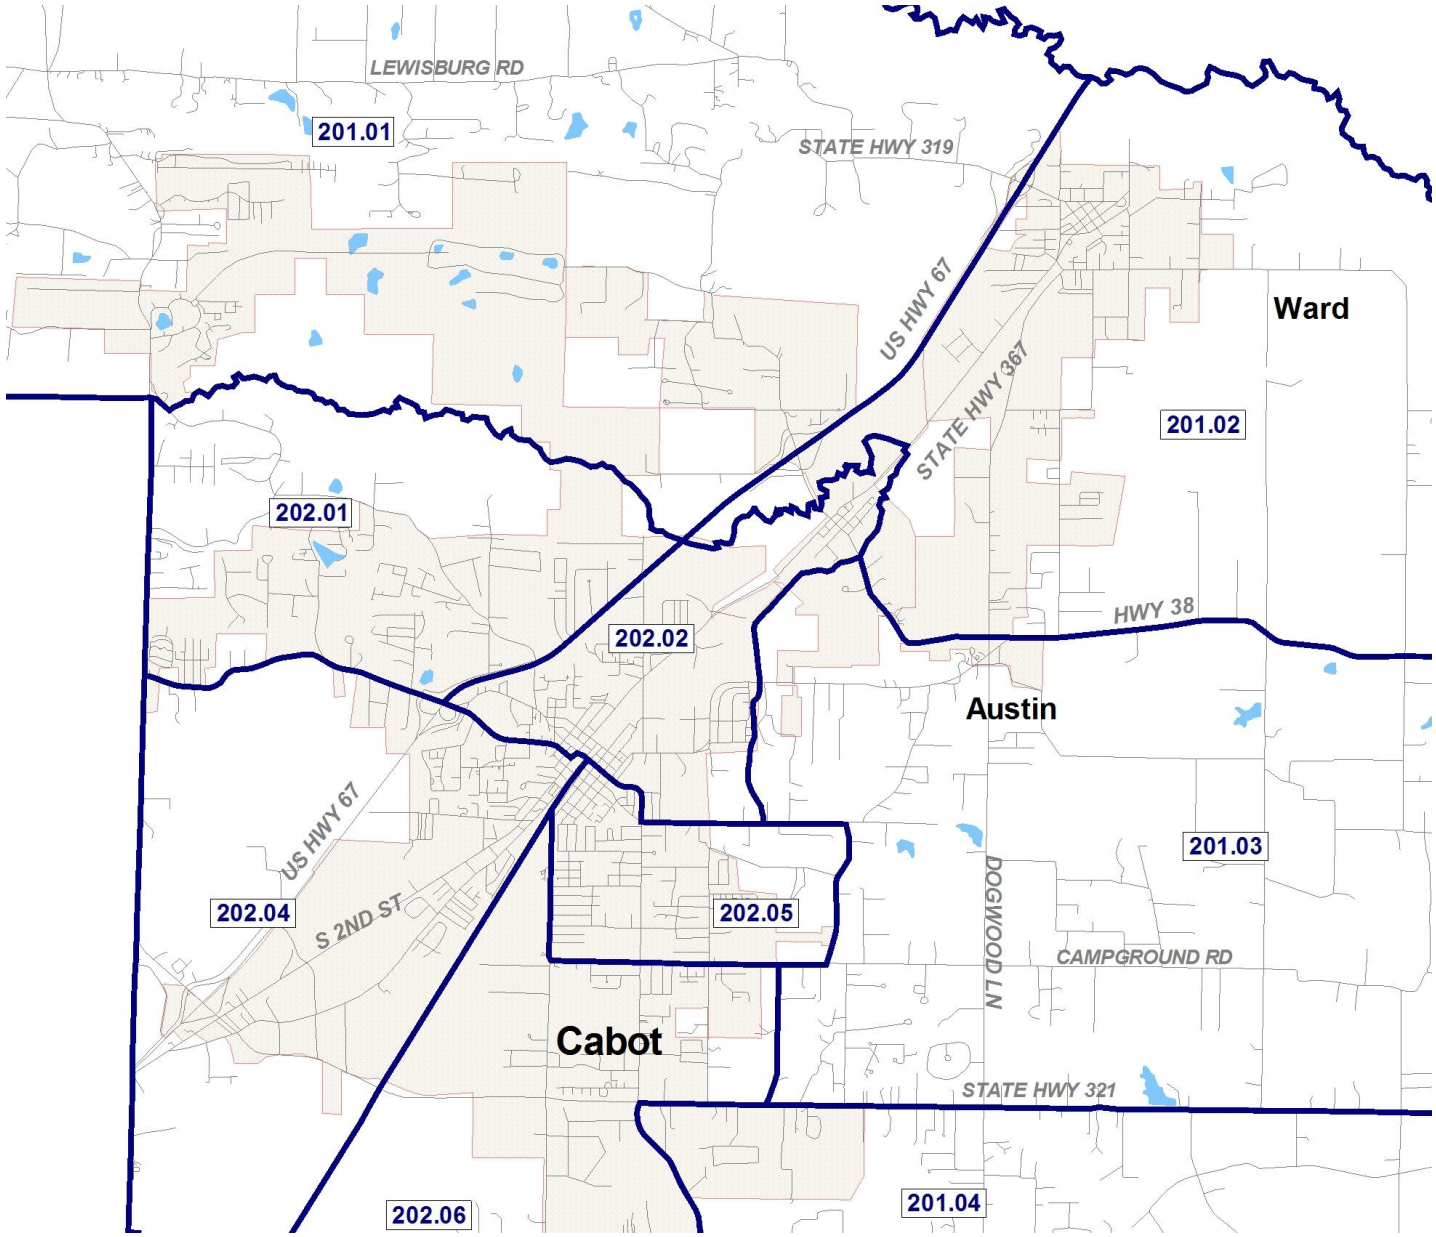 LEWISBURG RD
201.01
STATE HWY 319
US HWY 67
Ward
STATE HWY 367
201.02
202.01
HWY 38
202.02
Austin
US HWY 67
201.03
S 2ND ST
202.04
202.05
DOGWOOD LN
CAMPGROUND RD
Cabot
STATE HWY 321
201.04
202.06